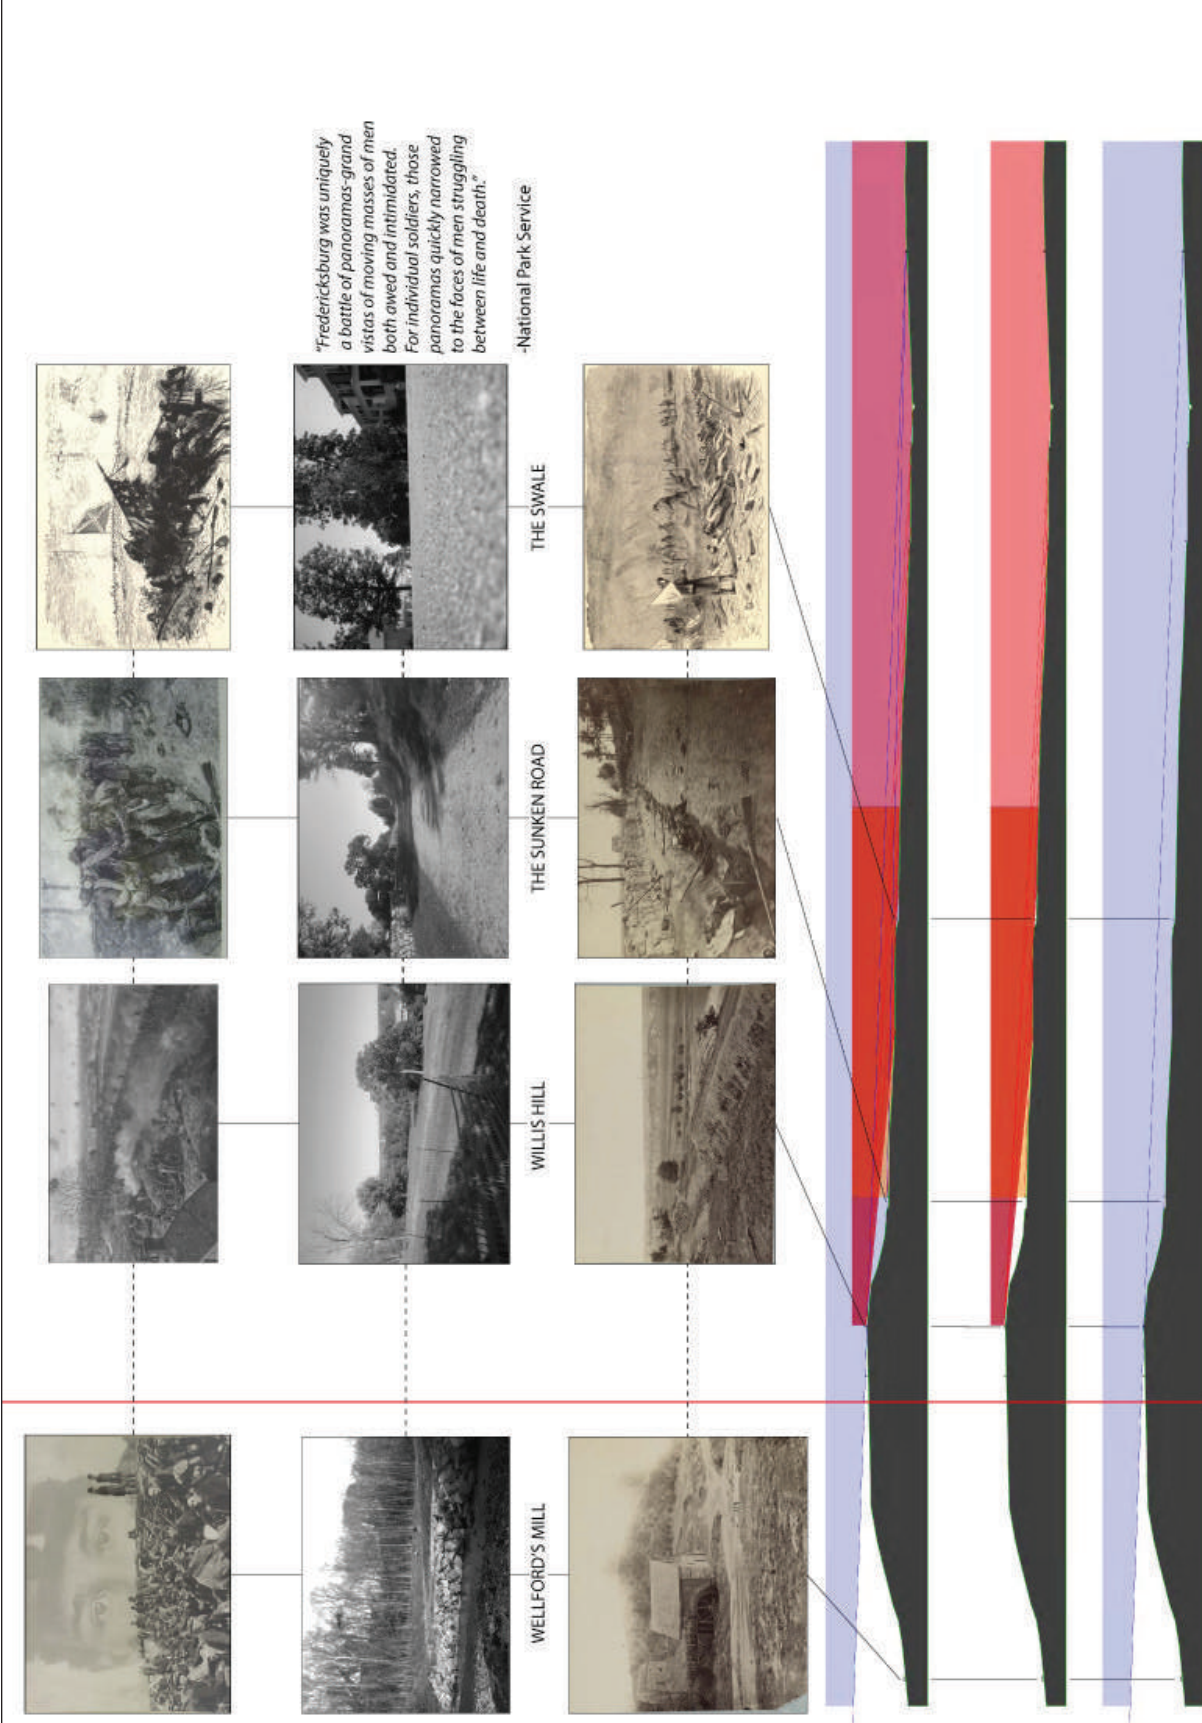 "Fredericksburg was uniquely
a battle of panoramas-grand
vistas of moving masses of men
both awed and intimidated.
For individual soldiers, those
panoramas quickly narrowed
to the faces of men struggling
between life and death."
-National Park Service
WELLFORD'S MILL
WILLIS HILL
THE SUNKEN ROAD
THE SWALE